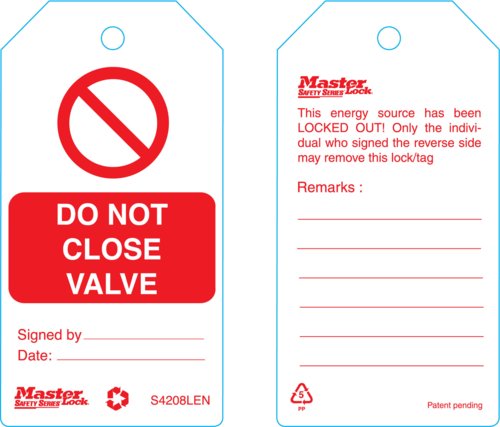 DO NOT
CLOSE
VALVE
Signed by
Date:
Master
SAFETY SERIES Lock
S4208LEN
Master
SAFETY SERIES Lock
This energy source has been
LOCKED OUT! Only the indivi-
dual who signed the reverse side
may remove this lock/tag
Remarks :
5
PP
Patent pending